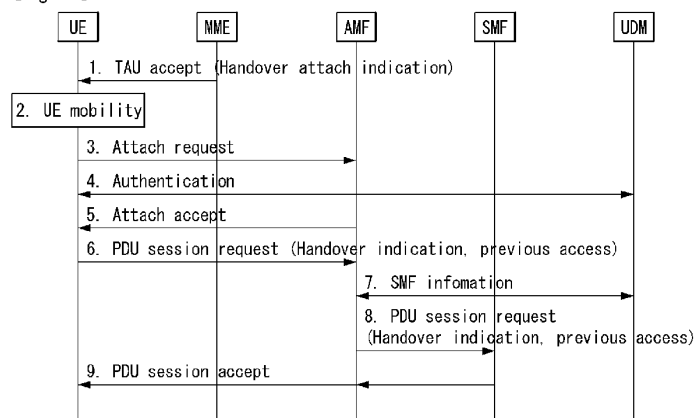 UE MME AMF SMF UDM
1. TAU accept (Handover attach indication)
2. UE mobility
3. Attach request
4. Authentication
5. Attach accept
6. PDU session request (Handover indication, previous access)
7. SMF infomation
8. PDU session request
(Handover indication, previous access)
9. PDU session accept